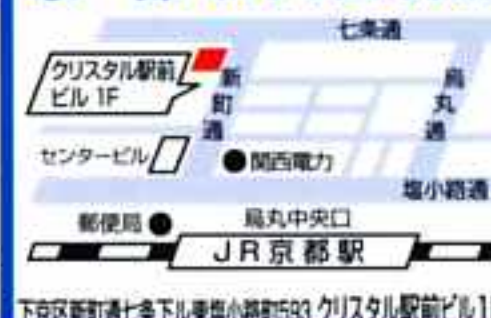 七条通
クリスタル駅前
ビル 1F
新町通
烏丸通
センタービル
関西電力
塩小路通
郵便局
烏丸中央口
JR京都駅
下京区新町通七条下ル東塩小路町593 クリスタル駅前ビル1